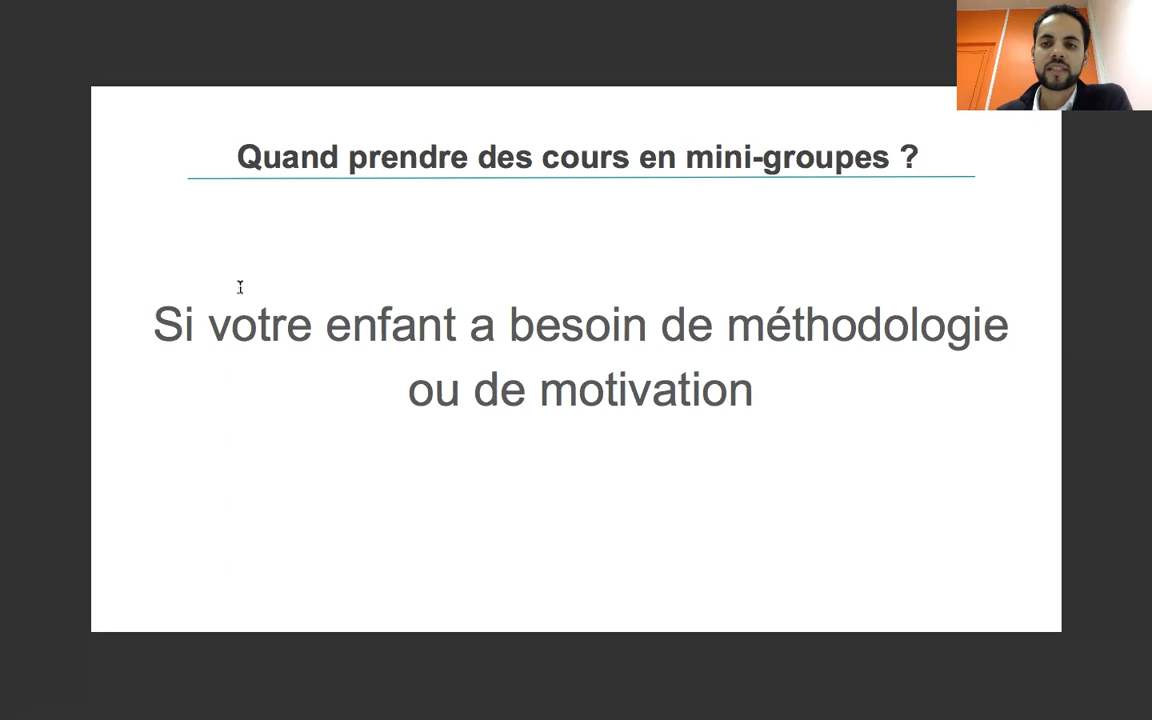 Quand prendre des cours en mini-groupes ?
Si votre enfant a besoin de méthodologie
ou de motivation